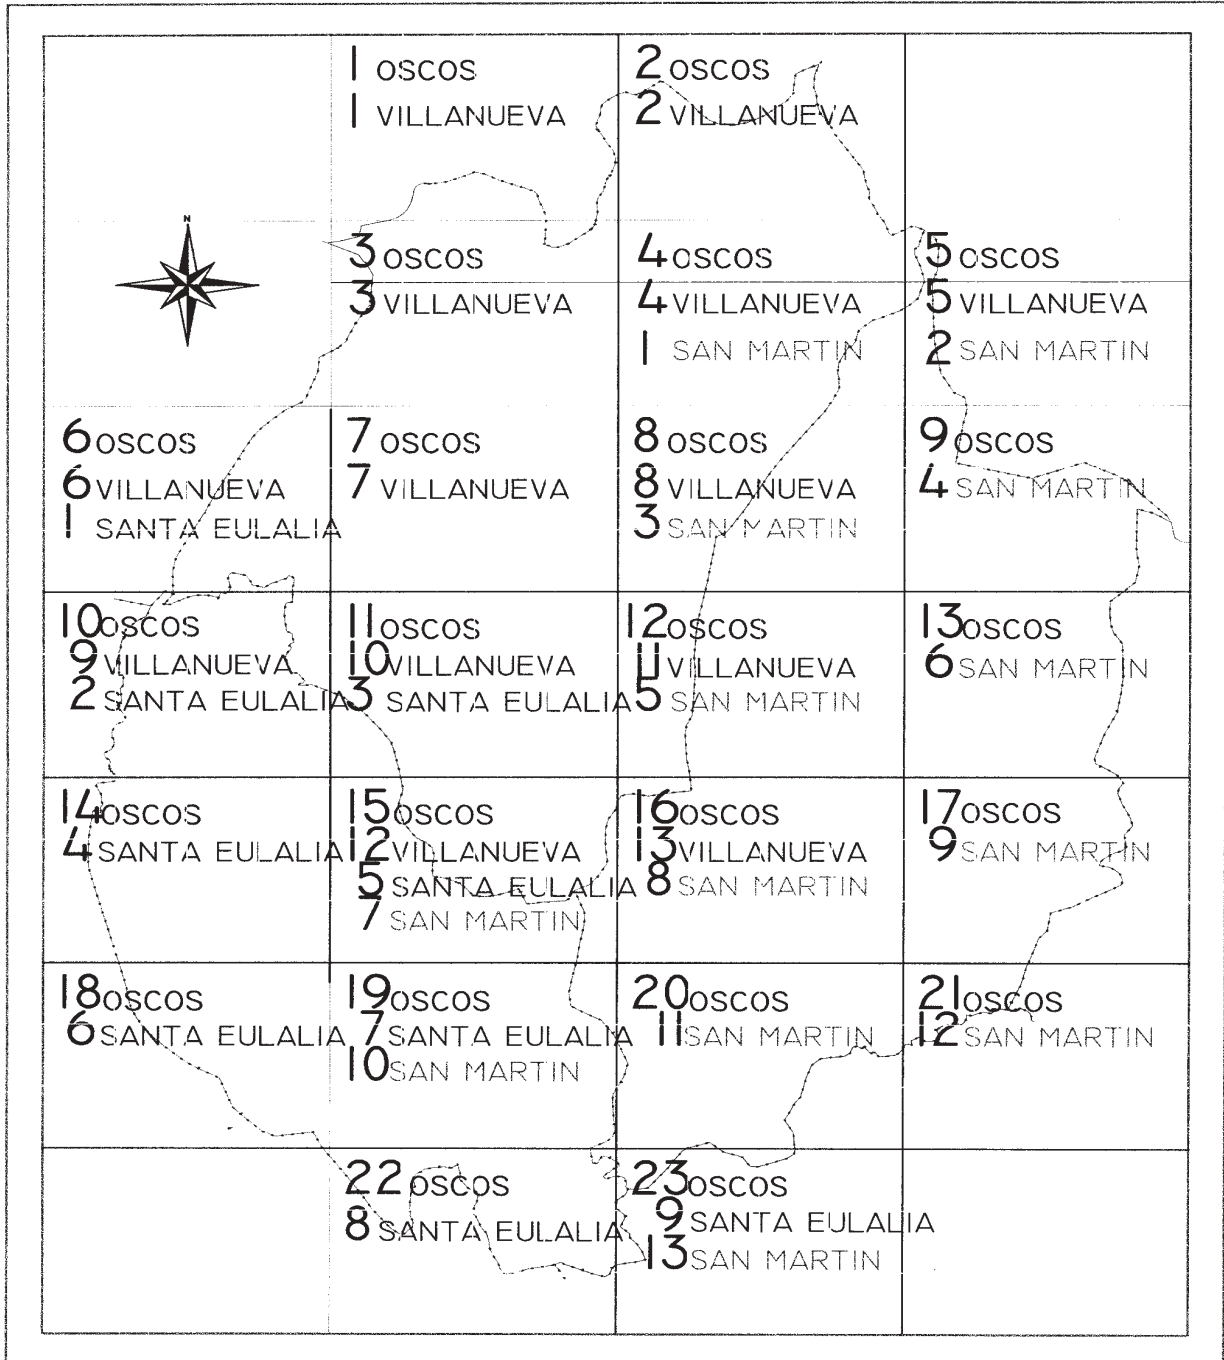 1 OSCOS
1 VILLANUEVA
2 OSCOS
2 VILLANUEVA
N
3 OSCOS
3 VILLANUEVA
4 OSCOS
4 VILLANUEVA
1 SAN MARTIN
5 OSCOS
5 VILLANUEVA
2 SAN MARTIN
6 OSCOS
6 VILLANUEVA
1 SANTA EULALIA
7 OSCOS
7 VILLANUEVA
8 OSCOS
8 VILLANUEVA
3 SAN MARTIN
9 OSCOS
4 SAN MARTIN
10 OSCOS
9 VILLANUEVA
2 SANTA EULALIA
11 OSCOS
10 VILLANUEVA
3 SANTA EULALIA
12 OSCOS
11 VILLANUEVA
5 SAN MARTIN
13 OSCOS
6 SAN MARTIN
14 OSCOS
4 SANTA EULALIA
15 OSCOS
12 VILLANUEVA
5 SANTA EULALIA
7 SAN MARTIN
16 OSCOS
13 VILLANUEVA
8 SAN MARTIN
17 OSCOS
9 SAN MARTIN
18 OSCOS
6 SANTA EULALIA
19 OSCOS
7 SANTA EULALIA
10 SAN MARTIN
20 OSCOS
11 SAN MARTIN
21 OSCOS
12 SAN MARTIN
22 OSCOS
8 SANTA EULALIA
23 OSCOS
9 SANTA EULALIA
13 SAN MARTIN